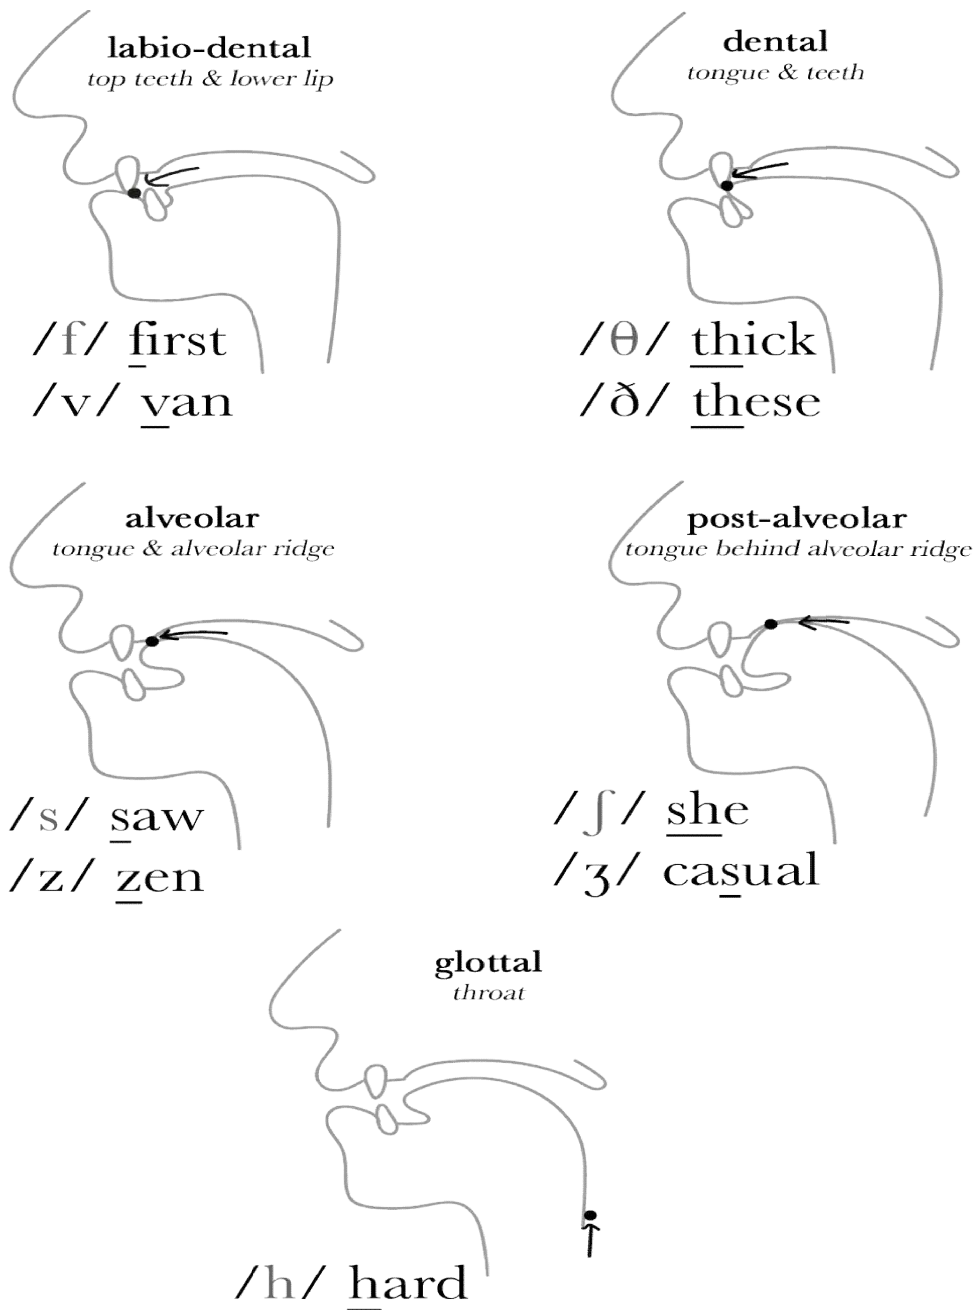 labio-dental
top teeth & lower lip
/f/ first
/v/ van
dental
tongue & teeth
/θ/ thick
/ð/ these
alveolar
tongue & alveolar ridge
/s/ saw
/z/ zen
post-alveolar
tongue behind alveolar ridge
/ʃ/ she
/ʒ/ casual
glottal
throat
/h/ hard